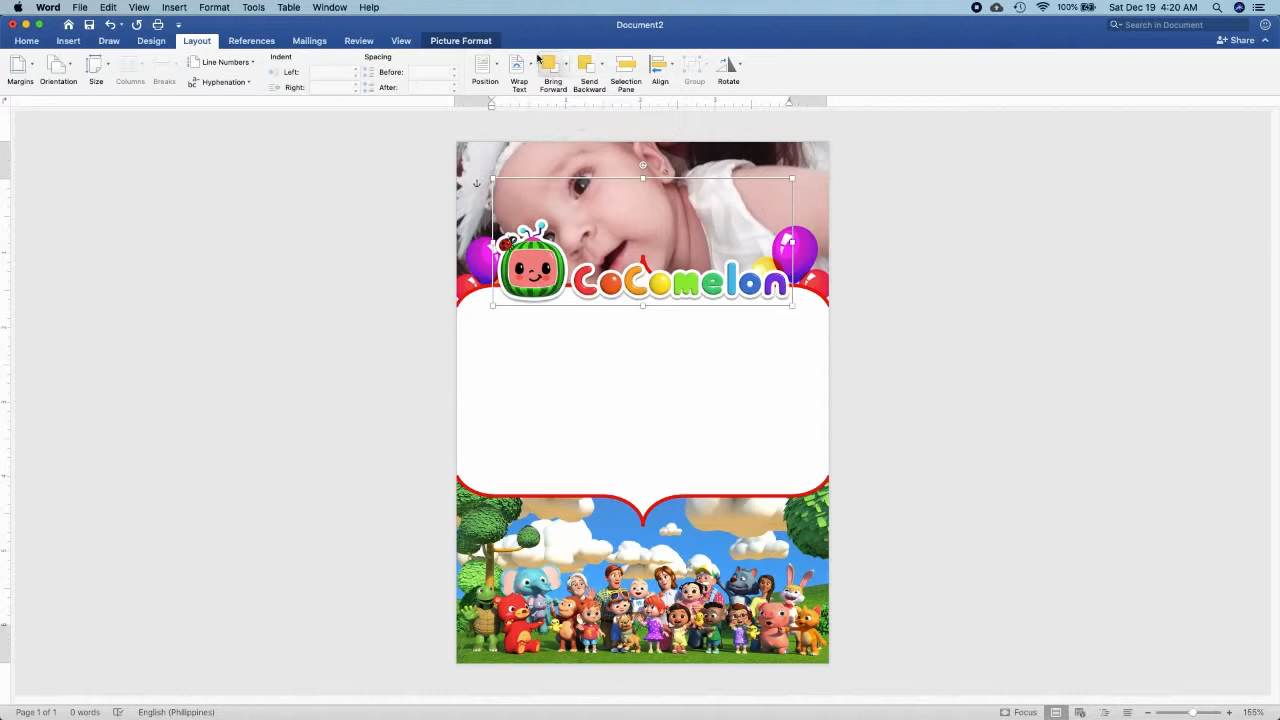 Word File Edit View Insert Format Tools Table Window Help 100% Sat Dec 19 4:20 AM
Document2 Search in Document
Home Insert Draw Design Layout References Mailings Review View Picture Format Share
Margins Orientation Size Columns Breaks Line Numbers Hyphenation Indent Left: Right: Spacing Before: After: Position Wrap Text Bring Forward Send Backward Selection Pane Align Group Rotate
1 2 3
CoComelon
Page 1 of 1 0 words English (Philippines) Focus 155%